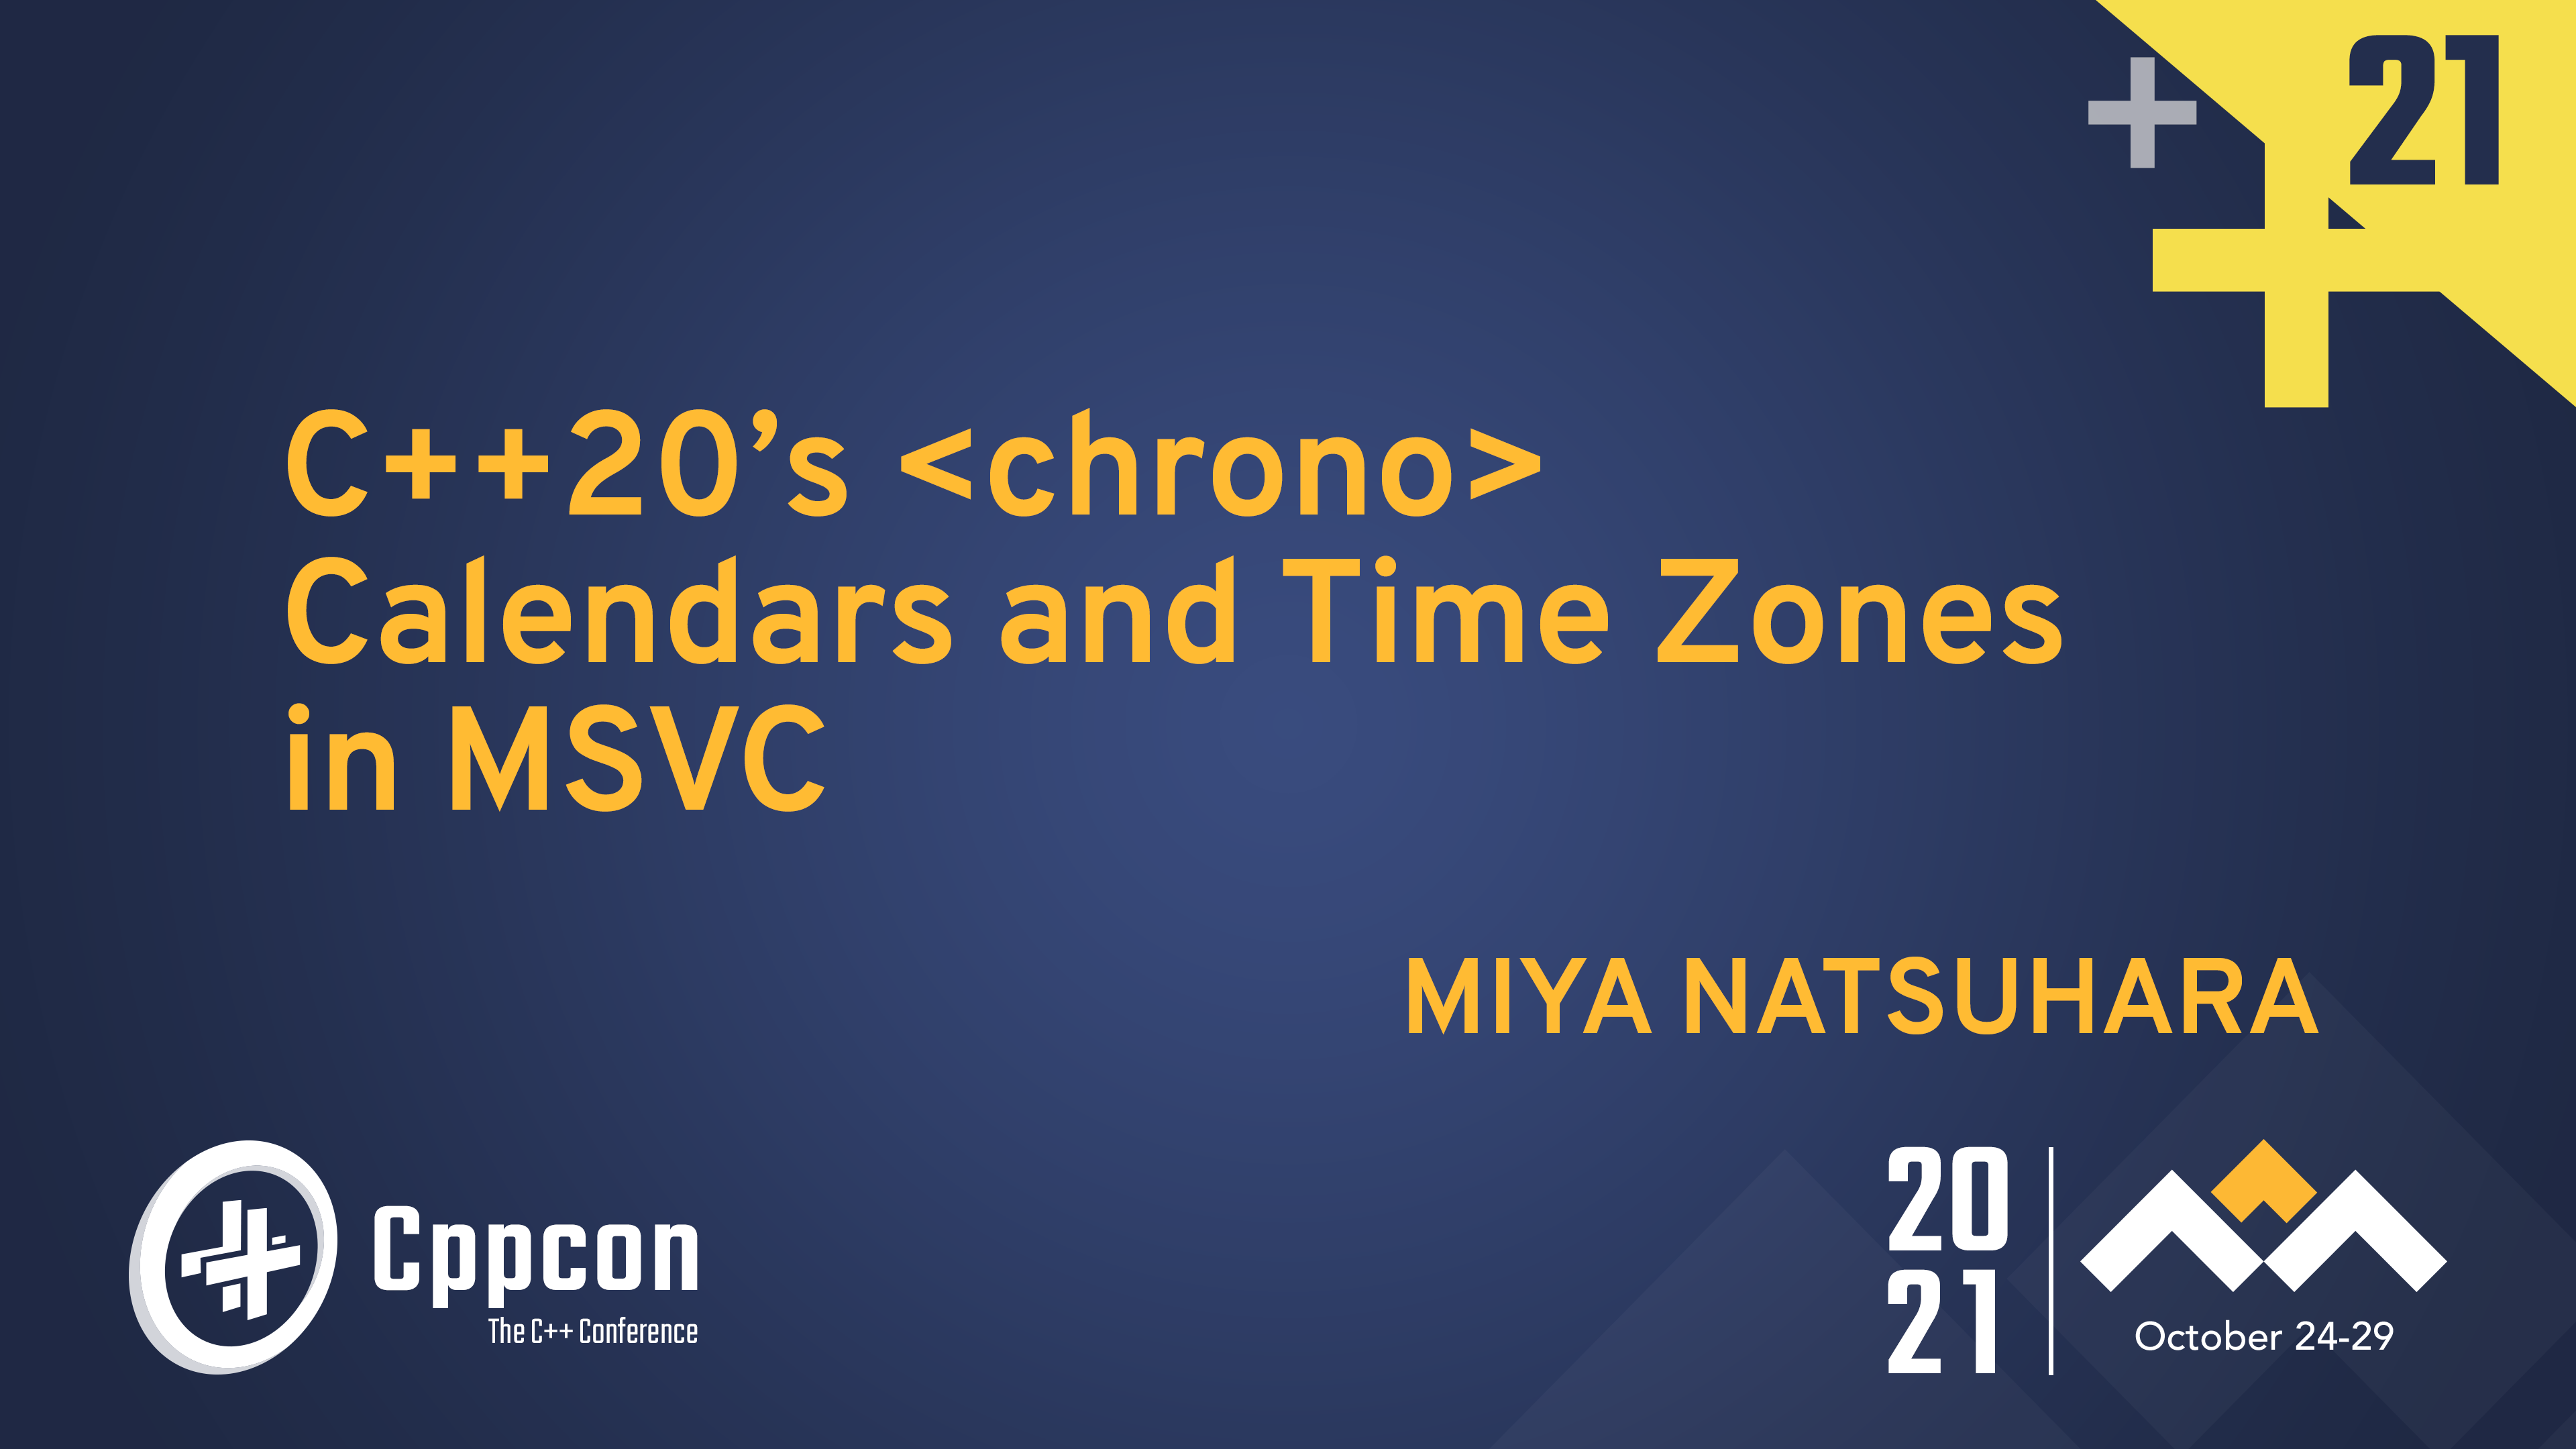 21
C++20’s <chrono>
Calendars and Time Zones
in MSVC
MIYA NATSUHARA
Cppcon
The C++ Conference
20
21
October 24-29